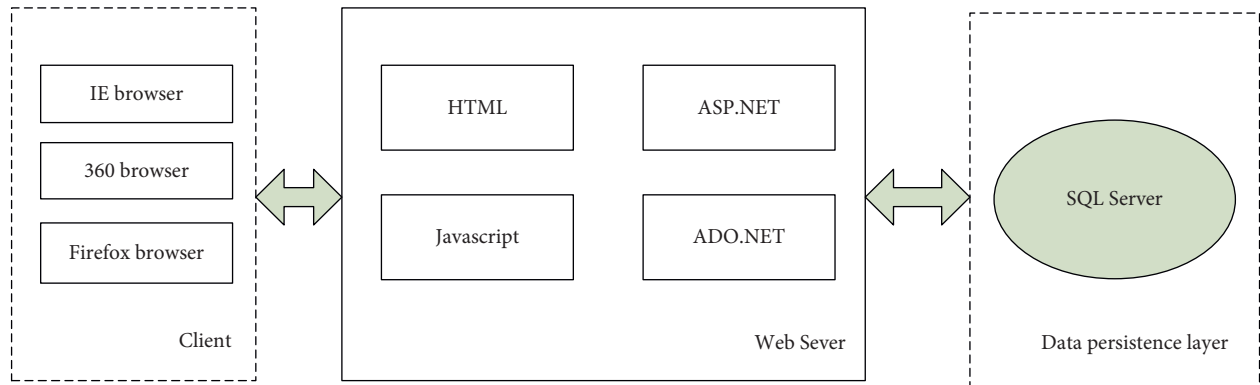 IE browser
360 browser
Firefox browser
Client
HTML
ASP.NET
Javascript
ADO.NET
Web Sever
SQL Server
Data persistence layer